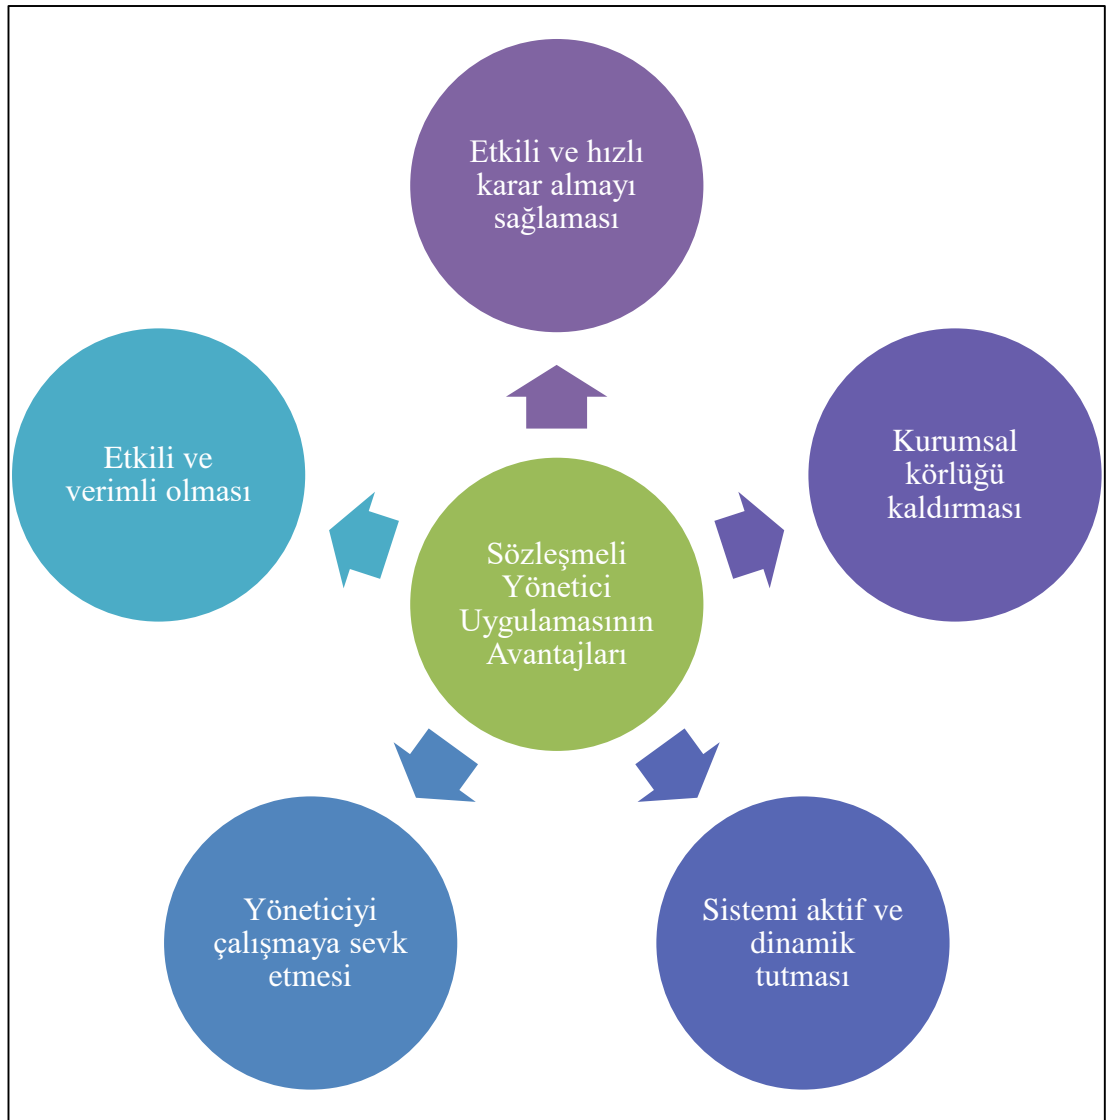 Etkili ve hızlı
karar almayı
sağlaması
Kurumsal
körlüğü
kaldırması
Sistemi aktif ve
dinamik
tutması
Yöneticiyi
çalışmaya sevk
etmesi
Etkili ve
verimli olması
Sözleşmeli
Yönetici
Uygulamasının
Avantajları